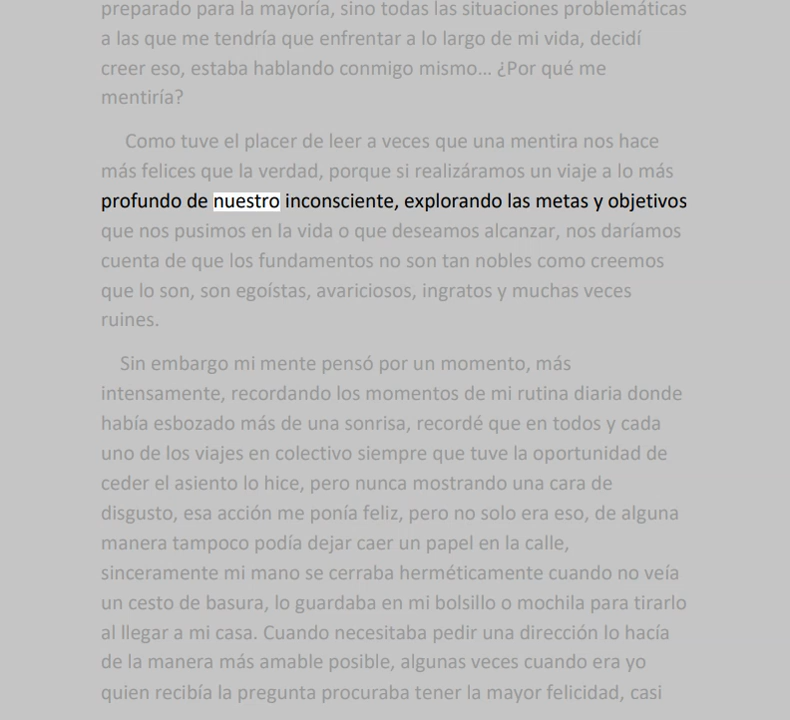 preparado para la mayoría, sino todas las situaciones problemáticas
a las que me tendría que enfrentar a lo largo de mi vida, decidí
creer eso, estaba hablando conmigo mismo… ¿Por qué me
mentiría?
Como tuve el placer de leer a veces que una mentira nos hace
más felices que la verdad, porque si realizáramos un viaje a lo más
profundo de nuestro inconsciente, explorando las metas y objetivos
que nos pusimos en la vida o que deseamos alcanzar, nos daríamos
cuenta de que los fundamentos no son tan nobles como creemos
que lo son, son egoístas, avariciosos, ingratos y muchas veces
ruines.
Sin embargo mi mente pensó por un momento, más
intensamente, recordando los momentos de mi rutina diaria donde
había esbozado más de una sonrisa, recordé que en todos y cada
uno de los viajes en colectivo siempre que tuve la oportunidad de
ceder el asiento lo hice, pero nunca mostrando una cara de
disgusto, esa acción me ponía feliz, pero no solo era eso, de alguna
manera tampoco podía dejar caer un papel en la calle,
sinceramente mi mano se cerraba herméticamente cuando no veía
un cesto de basura, lo guardaba en mi bolsillo o mochila para tirarlo
al llegar a mi casa. Cuando necesitaba pedir una dirección lo hacía
de la manera más amable posible, algunas veces cuando era yo
quien recibía la pregunta procuraba tener la mayor felicidad, casi